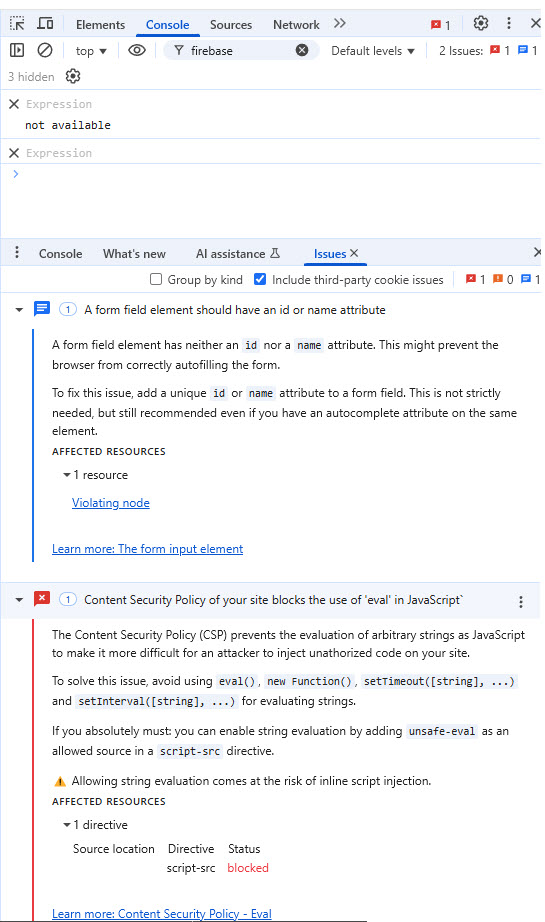 Elements Console Sources Network 1
top firebase Default levels 2 Issues: 1 1
3 hidden
Expression
not available
Expression
Console What's new AI assistance Issues
Group by kind Include third-party cookie issues 1 0 1
1 A form field element should have an id or name attribute
A form field element has neither an id nor a name attribute. This might prevent the
browser from correctly autofilling the form.
To fix this issue, add a unique id or name attribute to a form field. This is not strictly
needed, but still recommended even if you have an autocomplete attribute on the same
element.
AFFECTED RESOURCES
1 resource
Violating node
Learn more: The form input element
1 Content Security Policy of your site blocks the use of 'eval' in JavaScript`
The Content Security Policy (CSP) prevents the evaluation of arbitrary strings as JavaScript
to make it more difficult for an attacker to inject unathorized code on your site.
To solve this issue, avoid using eval(), new Function(), setTimeout([string], ...)
and setInterval([string], ...) for evaluating strings.
If you absolutely must: you can enable string evaluation by adding unsafe-eval as an
allowed source in a script-src directive.
Allowing string evaluation comes at the risk of inline script injection.
AFFECTED RESOURCES
1 directive
Source location Directive Status
script-src blocked
Learn more: Content Security Policy - Eval